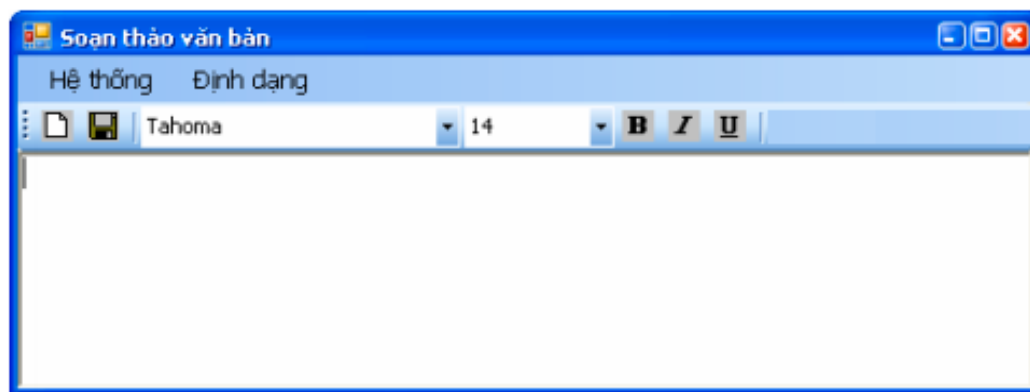 Soạn thảo văn bản
Hệ thống Định dạng
Tahoma 14 B I U